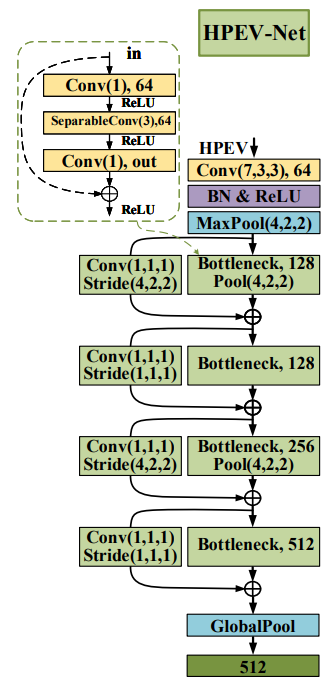 HPEV-Net
in
Conv(1), 64
ReLU
SeparableConv(3),64
ReLU
Conv(1), out
ReLU
HPEV
Conv(7,3,3), 64
BN & ReLU
MaxPool(4,2,2)
Conv(1,1,1)
Stride(4,2,2)
Bottleneck, 128
Pool(4,2,2)
Conv(1,1,1)
Stride(1,1,1)
Bottleneck, 128
Conv(1,1,1)
Stride(4,2,2)
Bottleneck, 256
Pool(4,2,2)
Conv(1,1,1)
Stride(1,1,1)
Bottleneck, 512
GlobalPool
512